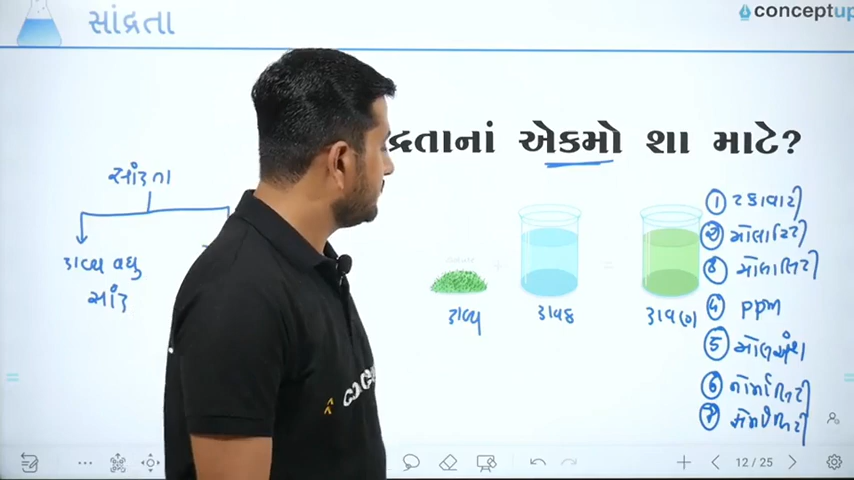 સાંદ્રતા
conceptup
દ્રતાનાં એકમો શા માટે?
સાંદ્રતા
દ્રાવ્ય વધુ
સાંદ્ર
દ્રાવ્ય
દ્રાવક
દ્રાવણ
① ટકાવારી
② મોલારિટી
③ મોલાલિટી
④ ppm
⑤ મોલઅંશ
⑥ નોર્માલિટી
⑦ ફોર્માલિટી
12 / 25